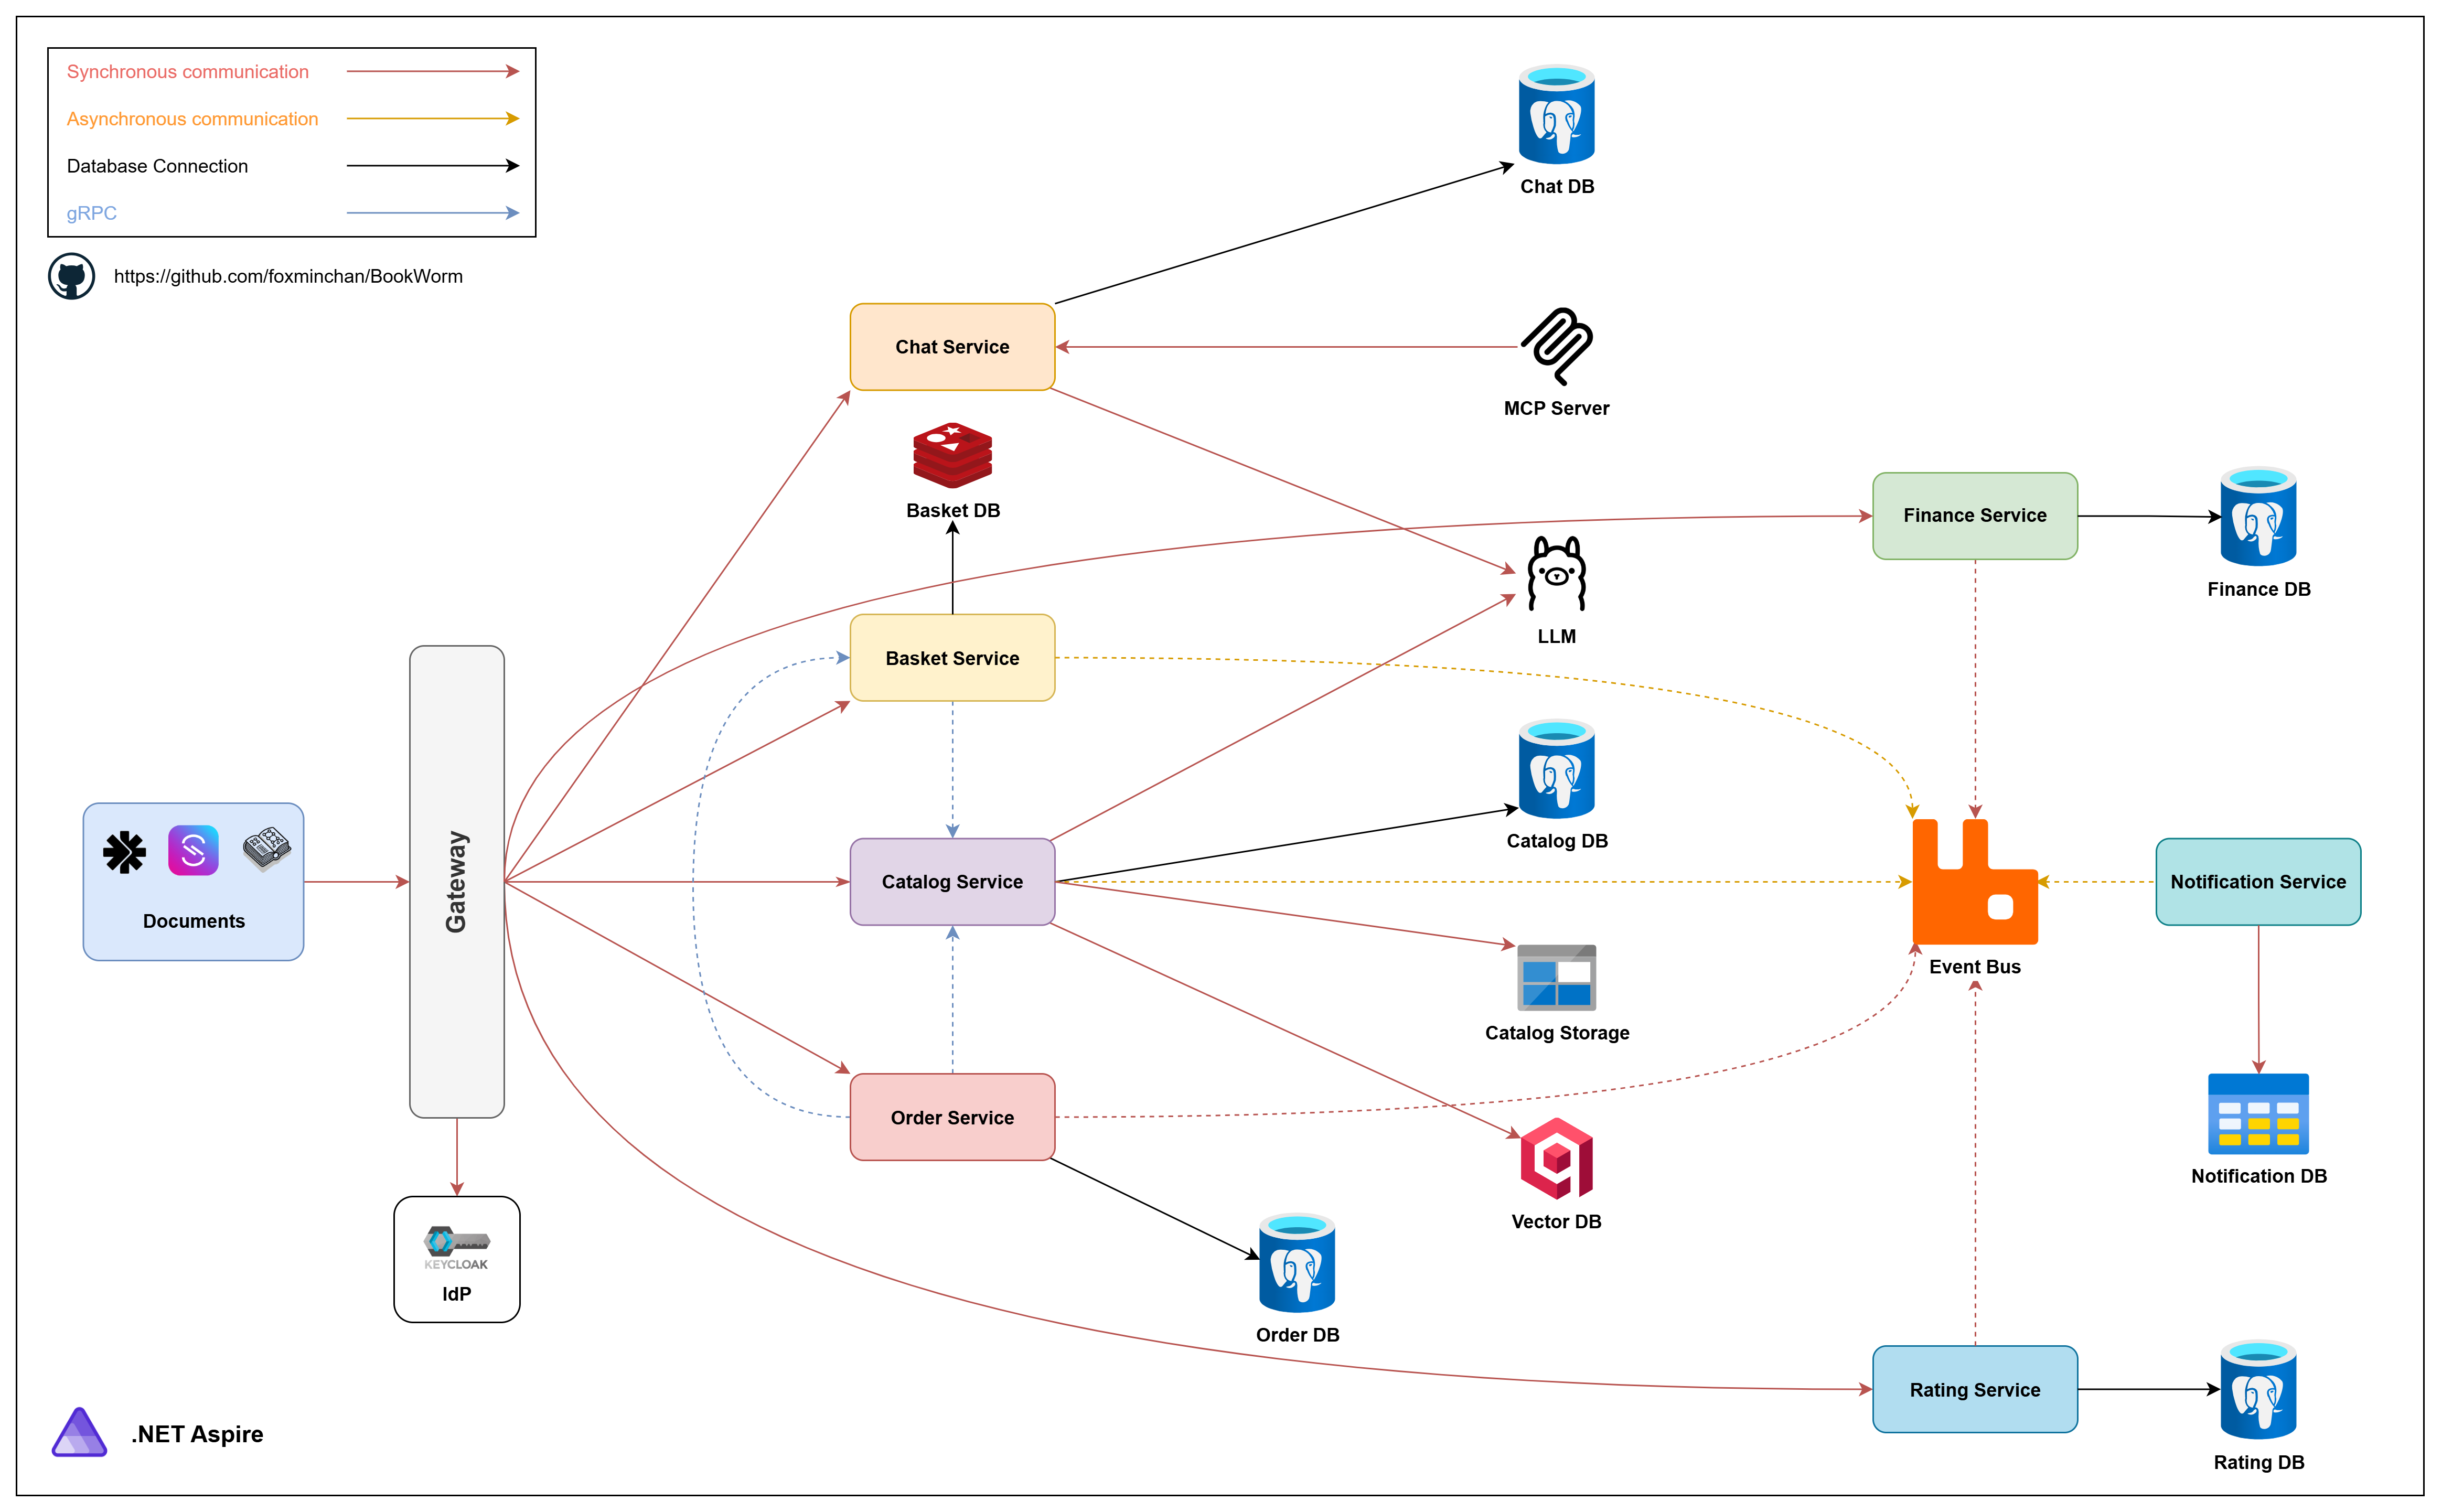 Synchronous communication
Asynchronous communication
Database Connection
gRPC
https://github.com/foxminchan/BookWorm
Chat DB
Chat Service
MCP Server
Basket DB
Finance Service
Finance DB
LLM
Basket Service
Gateway
Catalog DB
Documents
Catalog Service
Notification Service
Event Bus
Catalog Storage
Order Service
Notification DB
Vector DB
KEYCLOAK
IdP
Order DB
Rating Service
.NET Aspire
Rating DB